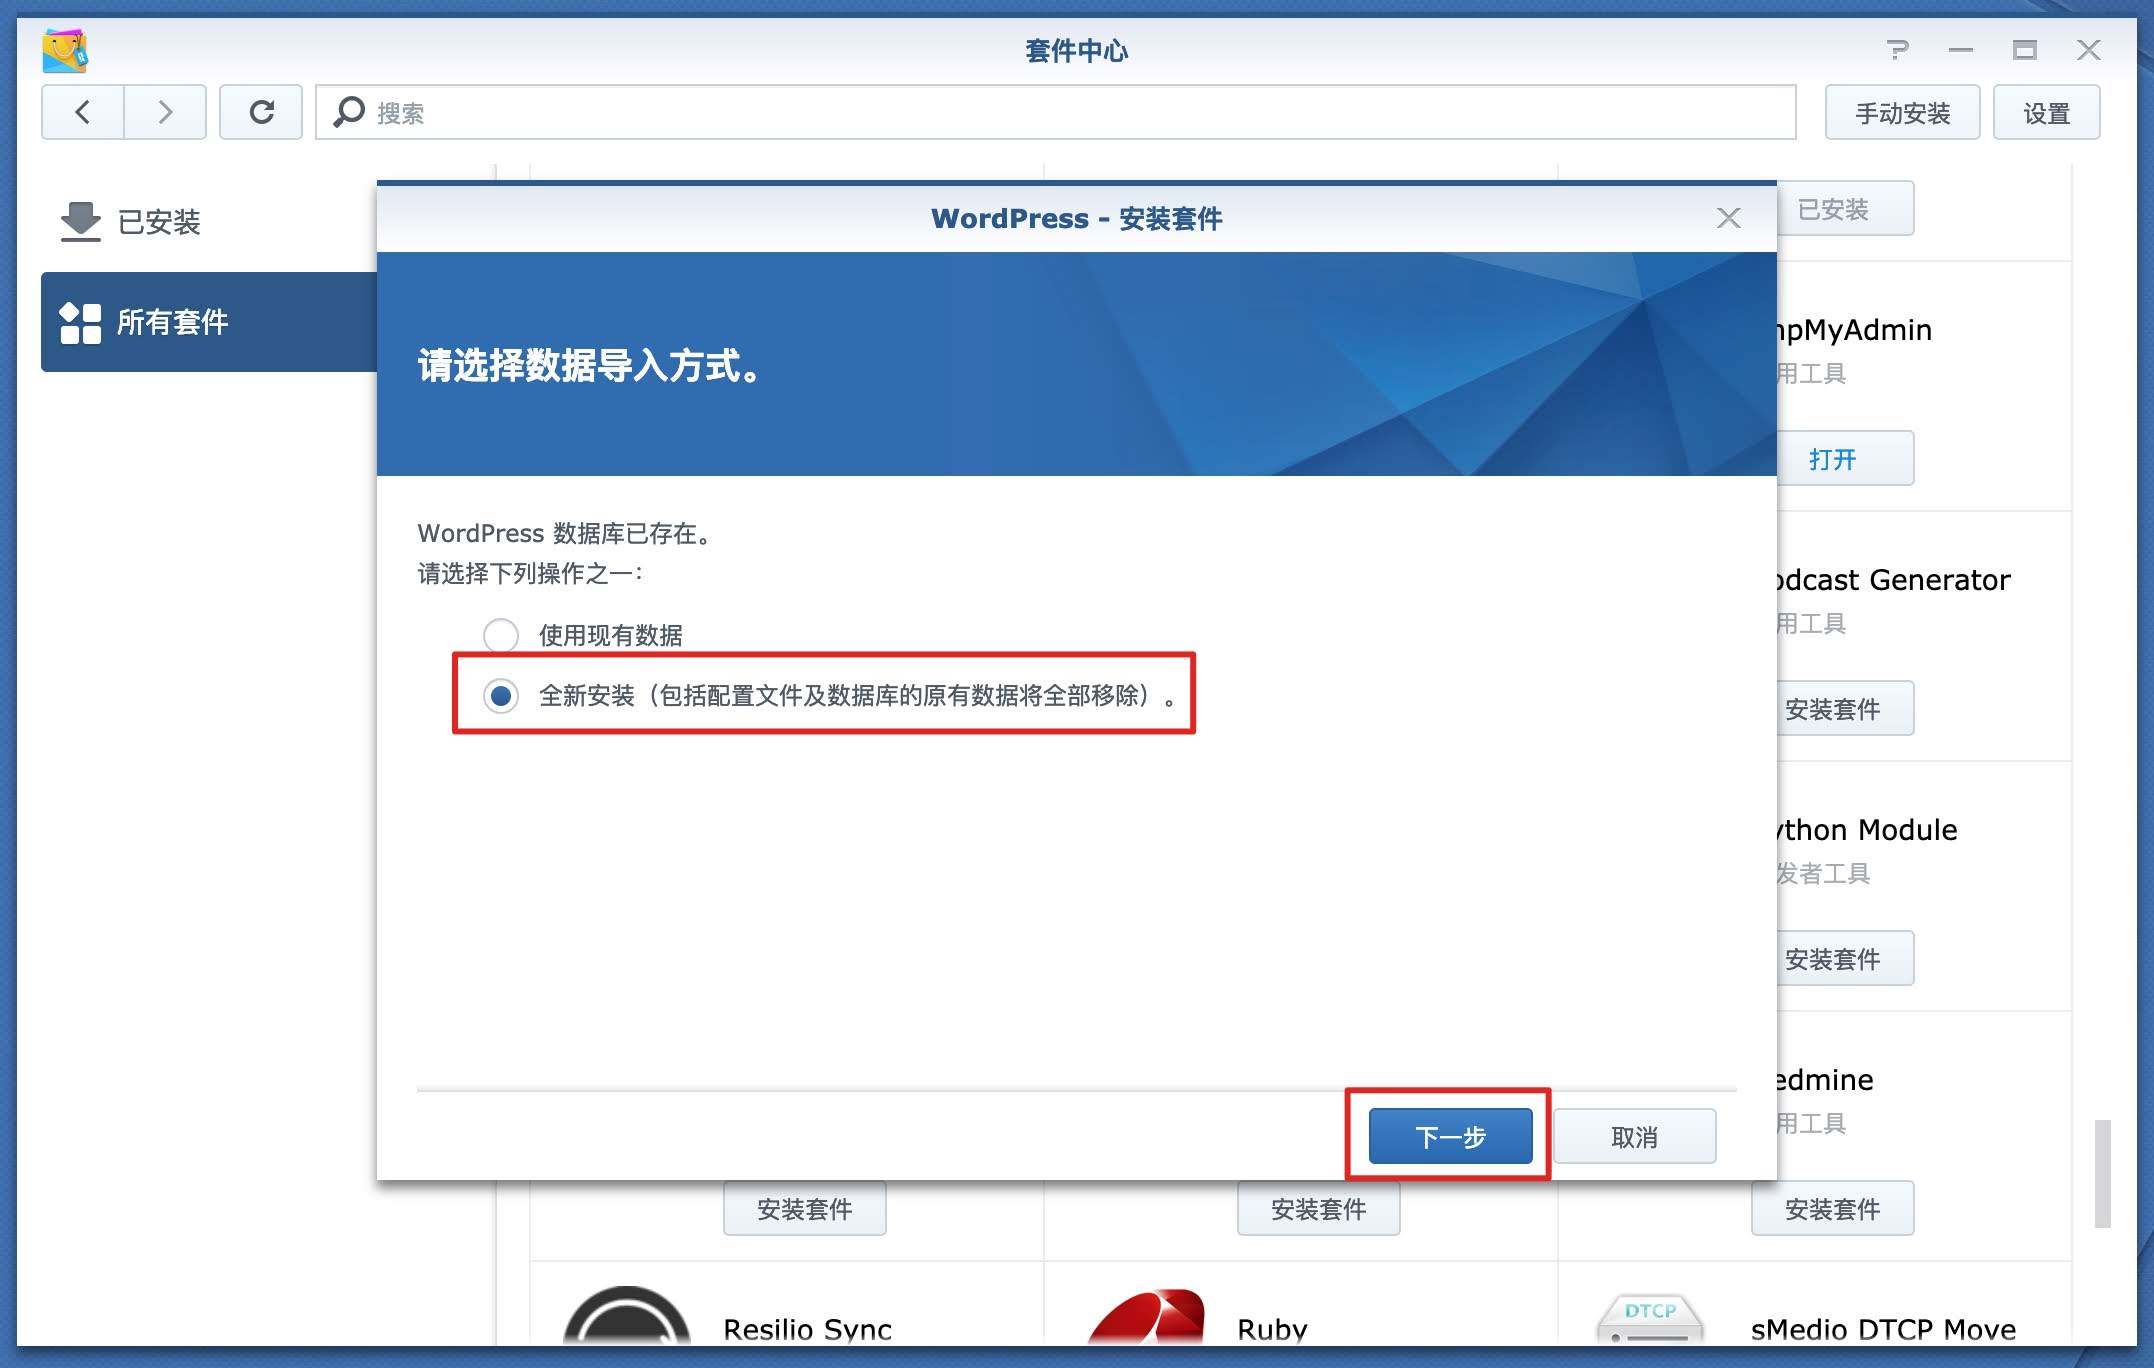 套件中心
搜索
手动安装
设置
已安装
所有套件
WordPress - 安装套件
请选择数据导入方式。
WordPress 数据库已存在。
请选择下列操作之一：
使用现有数据
全新安装（包括配置文件及数据库的原有数据将全部移除）。
下一步
取消
已安装
hpMyAdmin
用工具
打开
odcast Generator
用工具
安装套件
ython Module
发者工具
安装套件
edmine
用工具
安装套件
安装套件
安装套件
Resilio Sync
Ruby
DTCP
sMedio DTCP Move